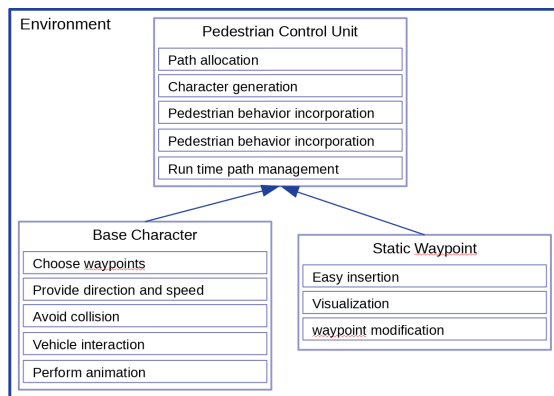 Environment
Pedestrian Control Unit
Path allocation
Character generation
Pedestrian behavior incorporation
Pedestrian behavior incorporation
Run time path management
Base Character
Choose waypoints
Provide direction and speed
Avoid collision
Vehicle interaction
Perform animation
Static Waypoint
Easy insertion
Visualization
waypoint modification